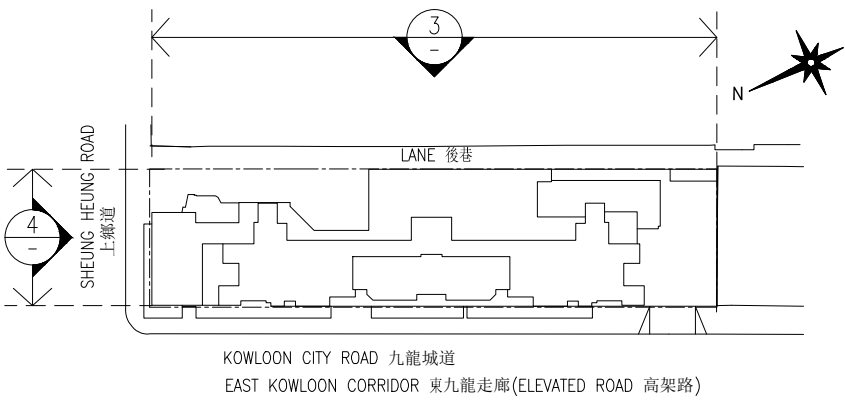 3
-
N
LANE 後巷
SHEUNG HEUNG ROAD
上鄉道
4
-
KOWLOON CITY ROAD 九龍城道
EAST KOWLOON CORRIDOR 東九龍走廊(ELEVATED ROAD 高架路)